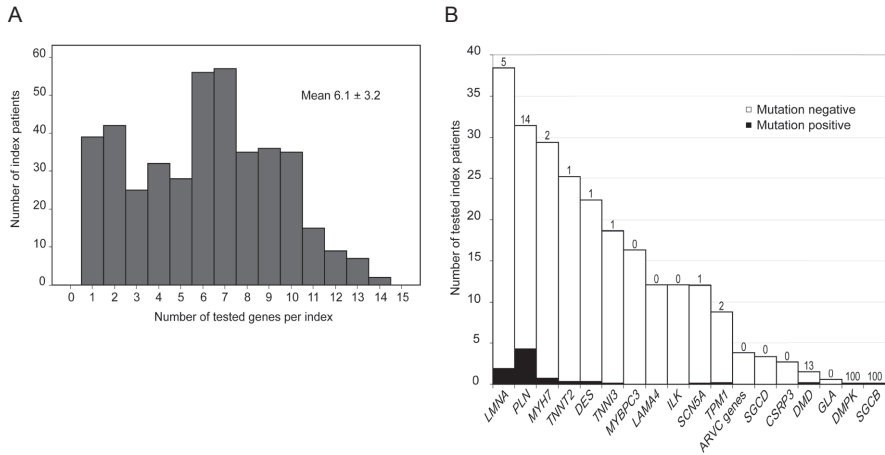 A
Number of index patients
60
50
40
30
20
10
0
Mean 6.1 ± 3.2
0 1 2 3 4 5 6 7 8 9 10 11 12 13 14 15
Number of tested genes per index
B
Number of tested index patients
40
35
30
25
20
15
10
5
0
Mutation negative
Mutation positive
5 14 2 1 1 1 0 0 0 1 2 0 0 0 13 0 100 100
LMNA PLN MYH7 TNNT2 DES TNNI3 MYBPC3 LAMA4 ILK SCN5A TPM1 ARVC genes SGCD CSRP3 DMD GLA DMPK SGCB